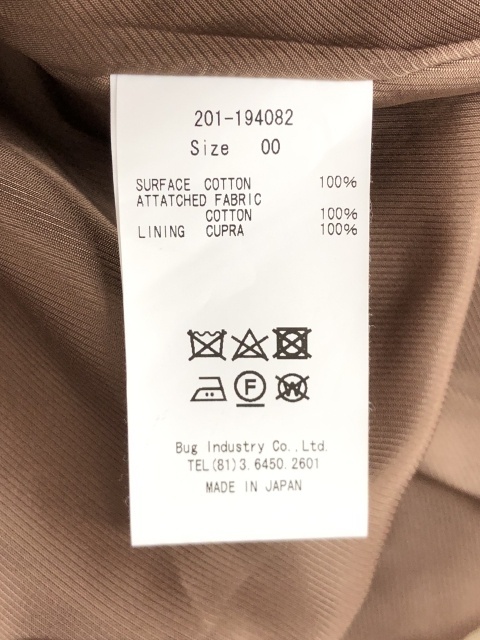 201-194082
Size 00
SURFACE COTTON 100%
ATTATCHED FABRIC
COTTON 100%
LINING CUPRA 100%
F
W
Bug Industry Co.,Ltd.
TEL(81)3.6450.2601
MADE IN JAPAN